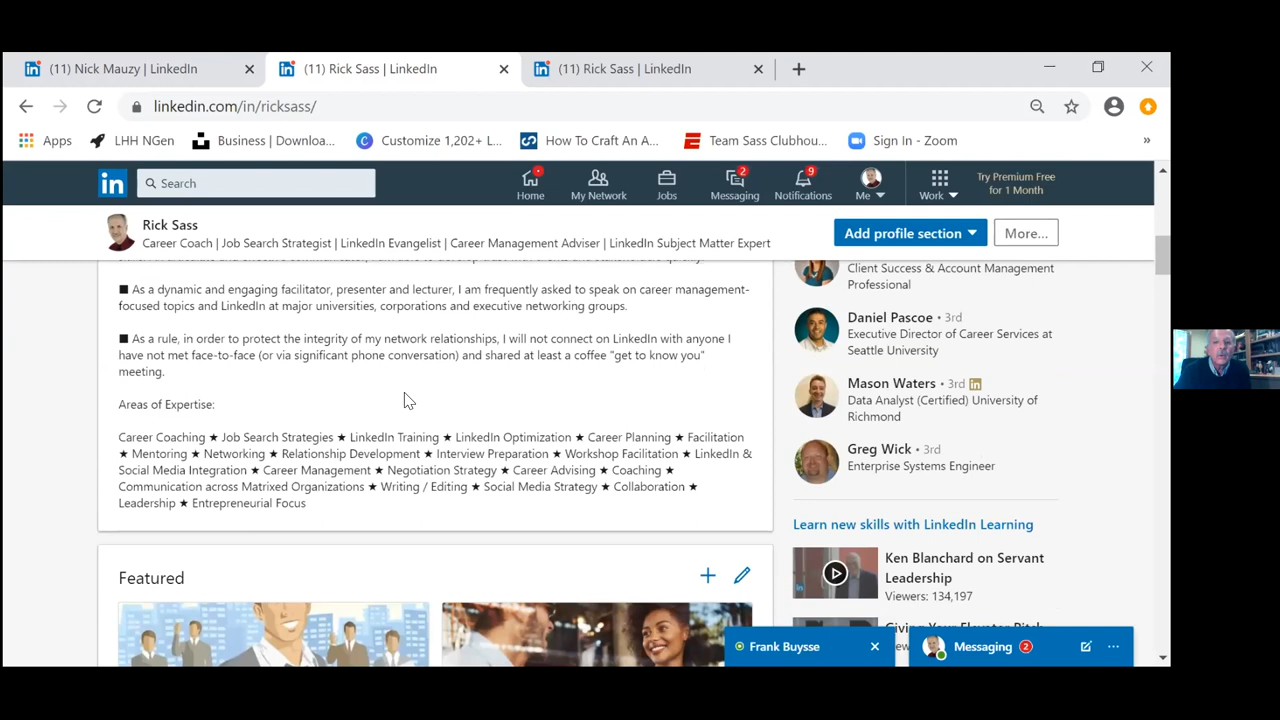 (11) Nick Mauzy | LinkedIn
(11) Rick Sass | LinkedIn
(11) Rick Sass | LinkedIn
linkedin.com/in/ricksass/
Apps
LHH NGen
Business | Downloa...
Customize 1,202+ L...
How To Craft An A...
Team Sass Clubhou...
Sign In - Zoom
»
in
Search
Home
My Network
2
Messaging
Jobs
9
Notifications
Me
Work
Try Premium Free
for 1 Month
Rick Sass
Career Coach | Job Search Strategist | LinkedIn Evangelist | Career Management Adviser | LinkedIn Subject Matter Expert
Add profile section
More...
■ As a dynamic and engaging facilitator, presenter and lecturer, I am frequently asked to speak on career management-
focused topics and LinkedIn at major universities, corporations and executive networking groups.
■ As a rule, in order to protect the integrity of my network relationships, I will not connect on LinkedIn with anyone I
have not met face-to-face (or via significant phone conversation) and shared at least a coffee "get to know you"
meeting.
Areas of Expertise:
Career Coaching ★ Job Search Strategies ★ LinkedIn Training ★ LinkedIn Optimization ★ Career Planning ★ Facilitation
★ Mentoring ★ Networking ★ Relationship Development ★ Interview Preparation ★ Workshop Facilitation ★ LinkedIn &
Social Media Integration ★ Career Management ★ Negotiation Strategy ★ Career Advising ★ Coaching ★
Communication across Matrixed Organizations ★ Writing / Editing ★ Social Media Strategy ★ Collaboration ★
Leadership ★ Entrepreneurial Focus
Featured
Client Success & Account Management
Professional
Daniel Pascoe • 3rd
Executive Director of Career Services at
Seattle University
Mason Waters • 3rd in
Data Analyst (Certified) University of
Richmond
Greg Wick • 3rd
Enterprise Systems Engineer
Learn new skills with LinkedIn Learning
Ken Blanchard on Servant
Leadership
Viewers: 134,197
Giving Your Elevator Pitch
Frank Buysse
Messaging 2